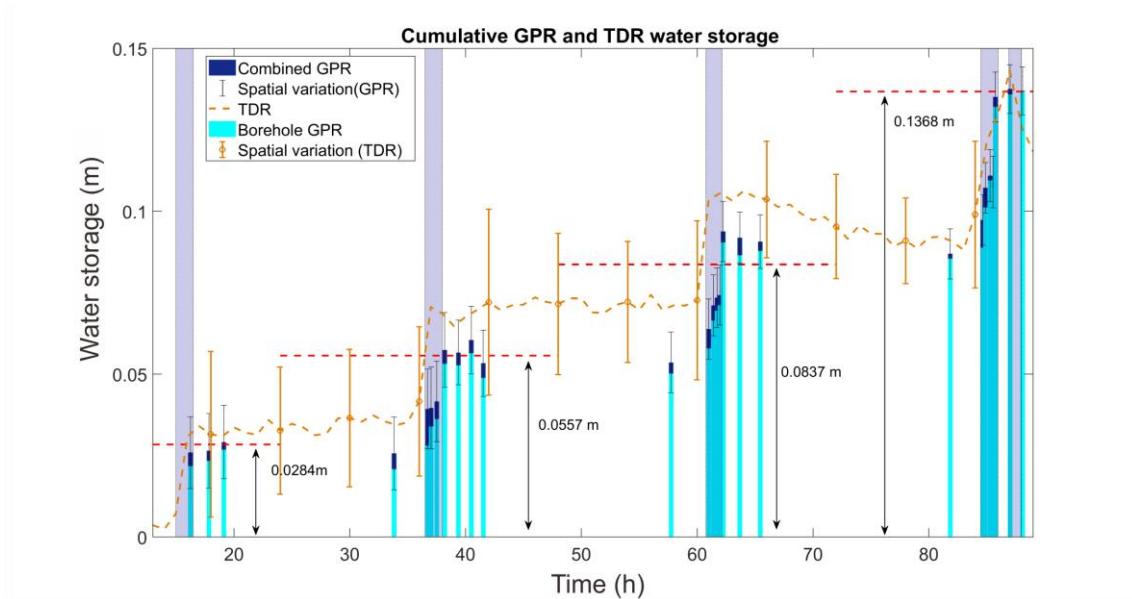 Cumulative GPR and TDR water storage
0.15
Combined GPR
Spatial variation(GPR)
TDR
Borehole GPR
Spatial variation (TDR)
0.1368 m
0.1
Water storage (m)
0.0837 m
0.05
0.0557 m
0.0284m
0
20 30 40 50 60 70 80
Time (h)